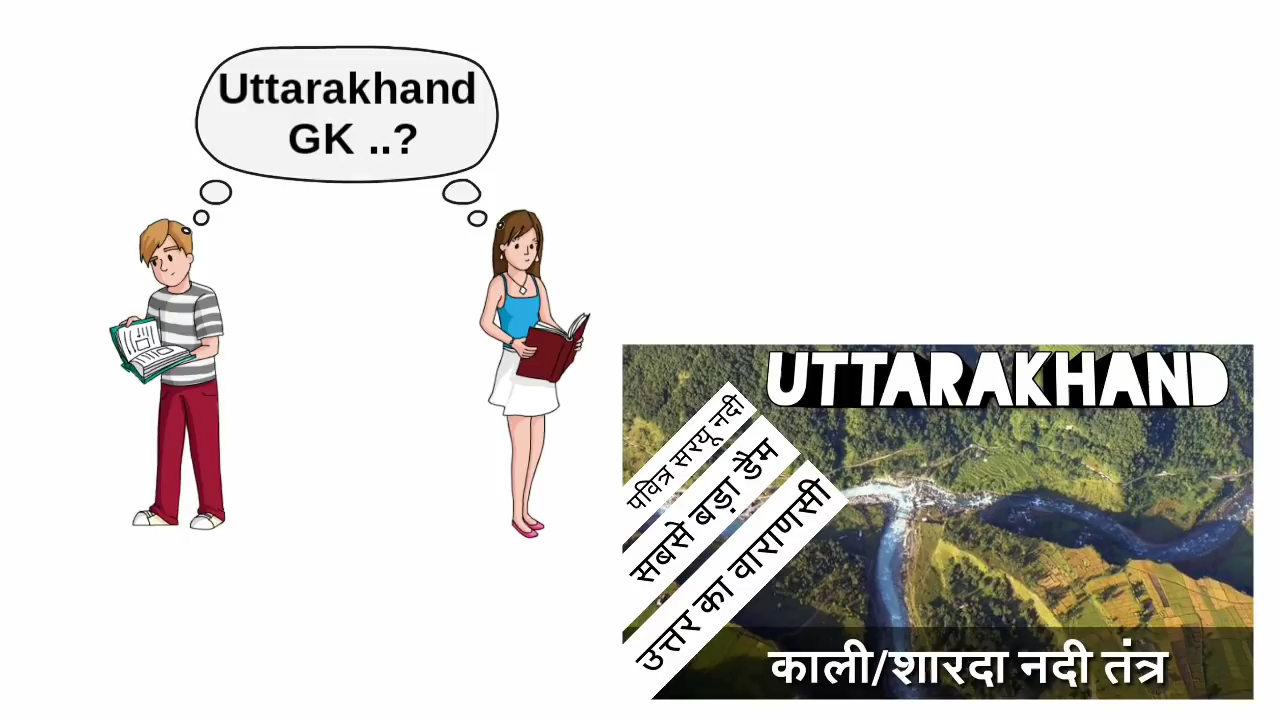 Uttarakhand
GK ..?
UTTARAKHAND
पवित्र सरयू नदी
सबसे बड़ा डैम
उत्तर का वाराणसी
काली/शारदा नदी तंत्र